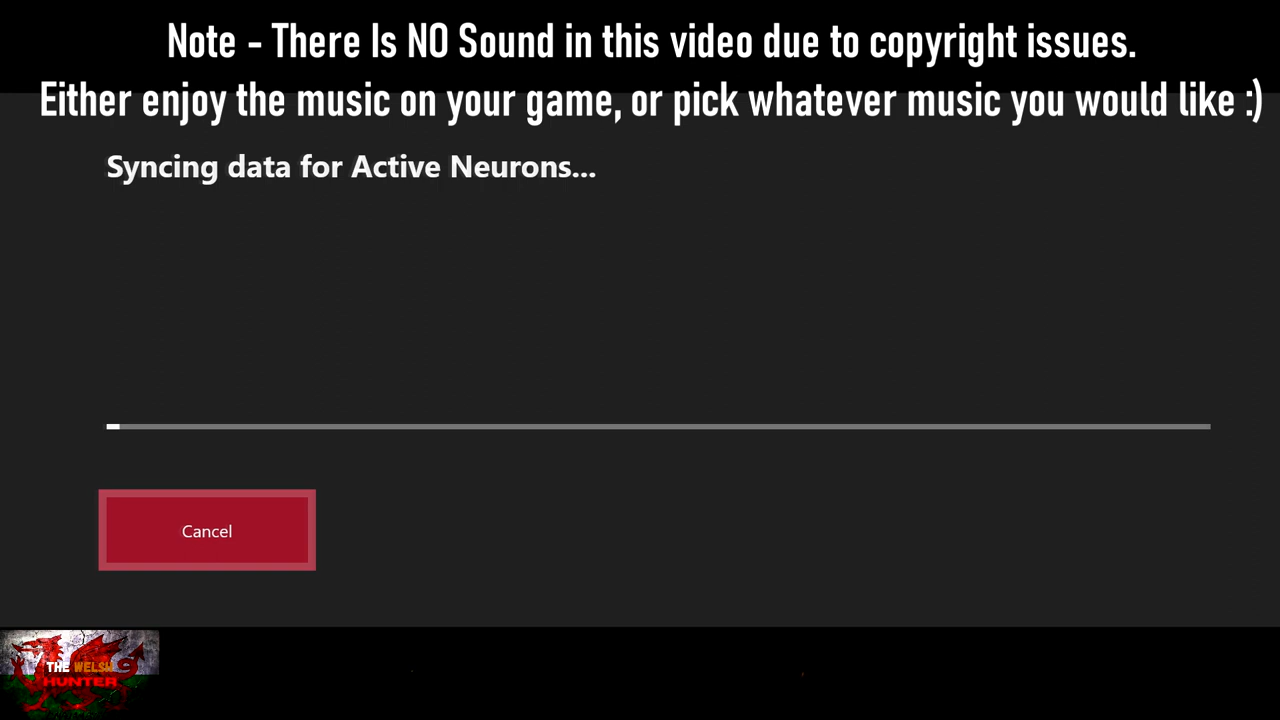 Note - There Is NO Sound in this video due to copyright issues.
Either enjoy the music on your game, or pick whatever music you would like :)
Syncing data for Active Neurons...
Cancel
THE WELSH
HUNTER